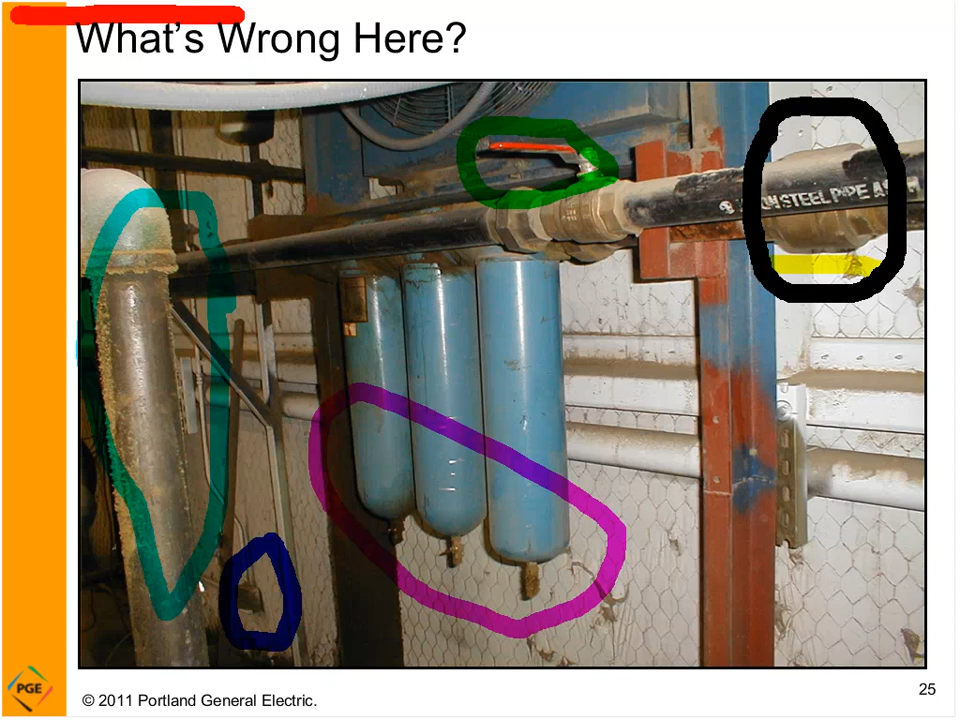 What's Wrong Here?
STEEL PIPE
PGE
© 2011 Portland General Electric.
25